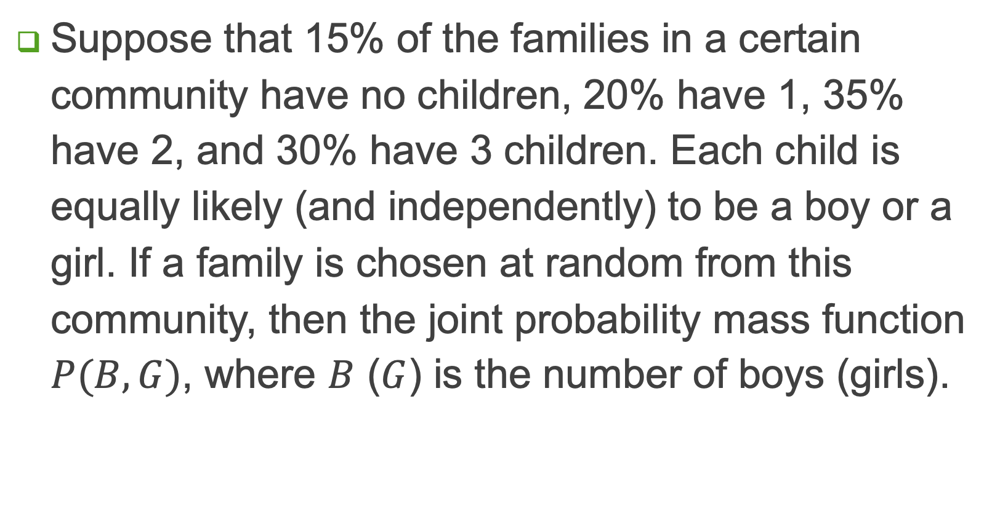 Suppose that 15% of the families in a certain
community have no children, 20% have 1, 35%
have 2, and 30% have 3 children. Each child is
equally likely (and independently) to be a boy or a
girl. If a family is chosen at random from this
community, then the joint probability mass function
P(B, G), where B (G) is the number of boys (girls).